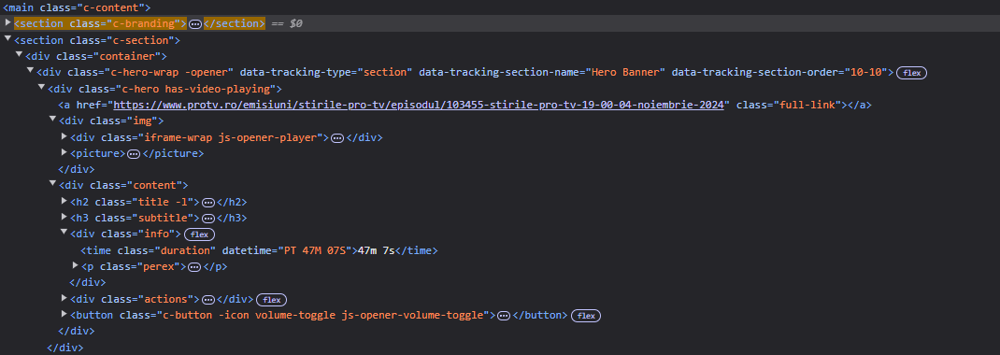 <main class="c-content">
<section class="c-branding">…</section> == $0
<section class="c-section">
<div class="container">
<div class="c-hero-wrap -opener" data-tracking-type="section" data-tracking-section-name="Hero Banner" data-tracking-section-order="10-10"> flex
<div class="c-hero has-video-playing">
<a href="https://www.protv.ro/emisiuni/stirile-pro-tv/episodul/103455-stirile-pro-tv-19-00-04-noiembrie-2024" class="full-link"></a>
<div class="img">
<div class="iframe-wrap js-opener-player">…</div>
<picture>…</picture>
</div>
<div class="content">
<h2 class="title -l">…</h2>
<h3 class="subtitle">…</h3>
<div class="info"> flex
<time class="duration" datetime="PT 47M 07S">47m 7s</time>
<p class="perex">…</p>
</div>
<div class="actions">…</div> flex
<button class="c-button -icon volume-toggle js-opener-volume-toggle">…</button> flex
</div>
</div>